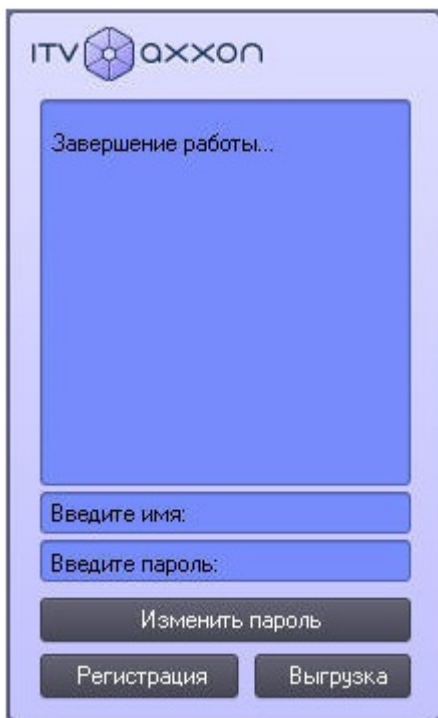 ITV axxon
Завершение работы...
Введите имя:
Введите пароль:
Изменить пароль
Регистрация Выгрузка